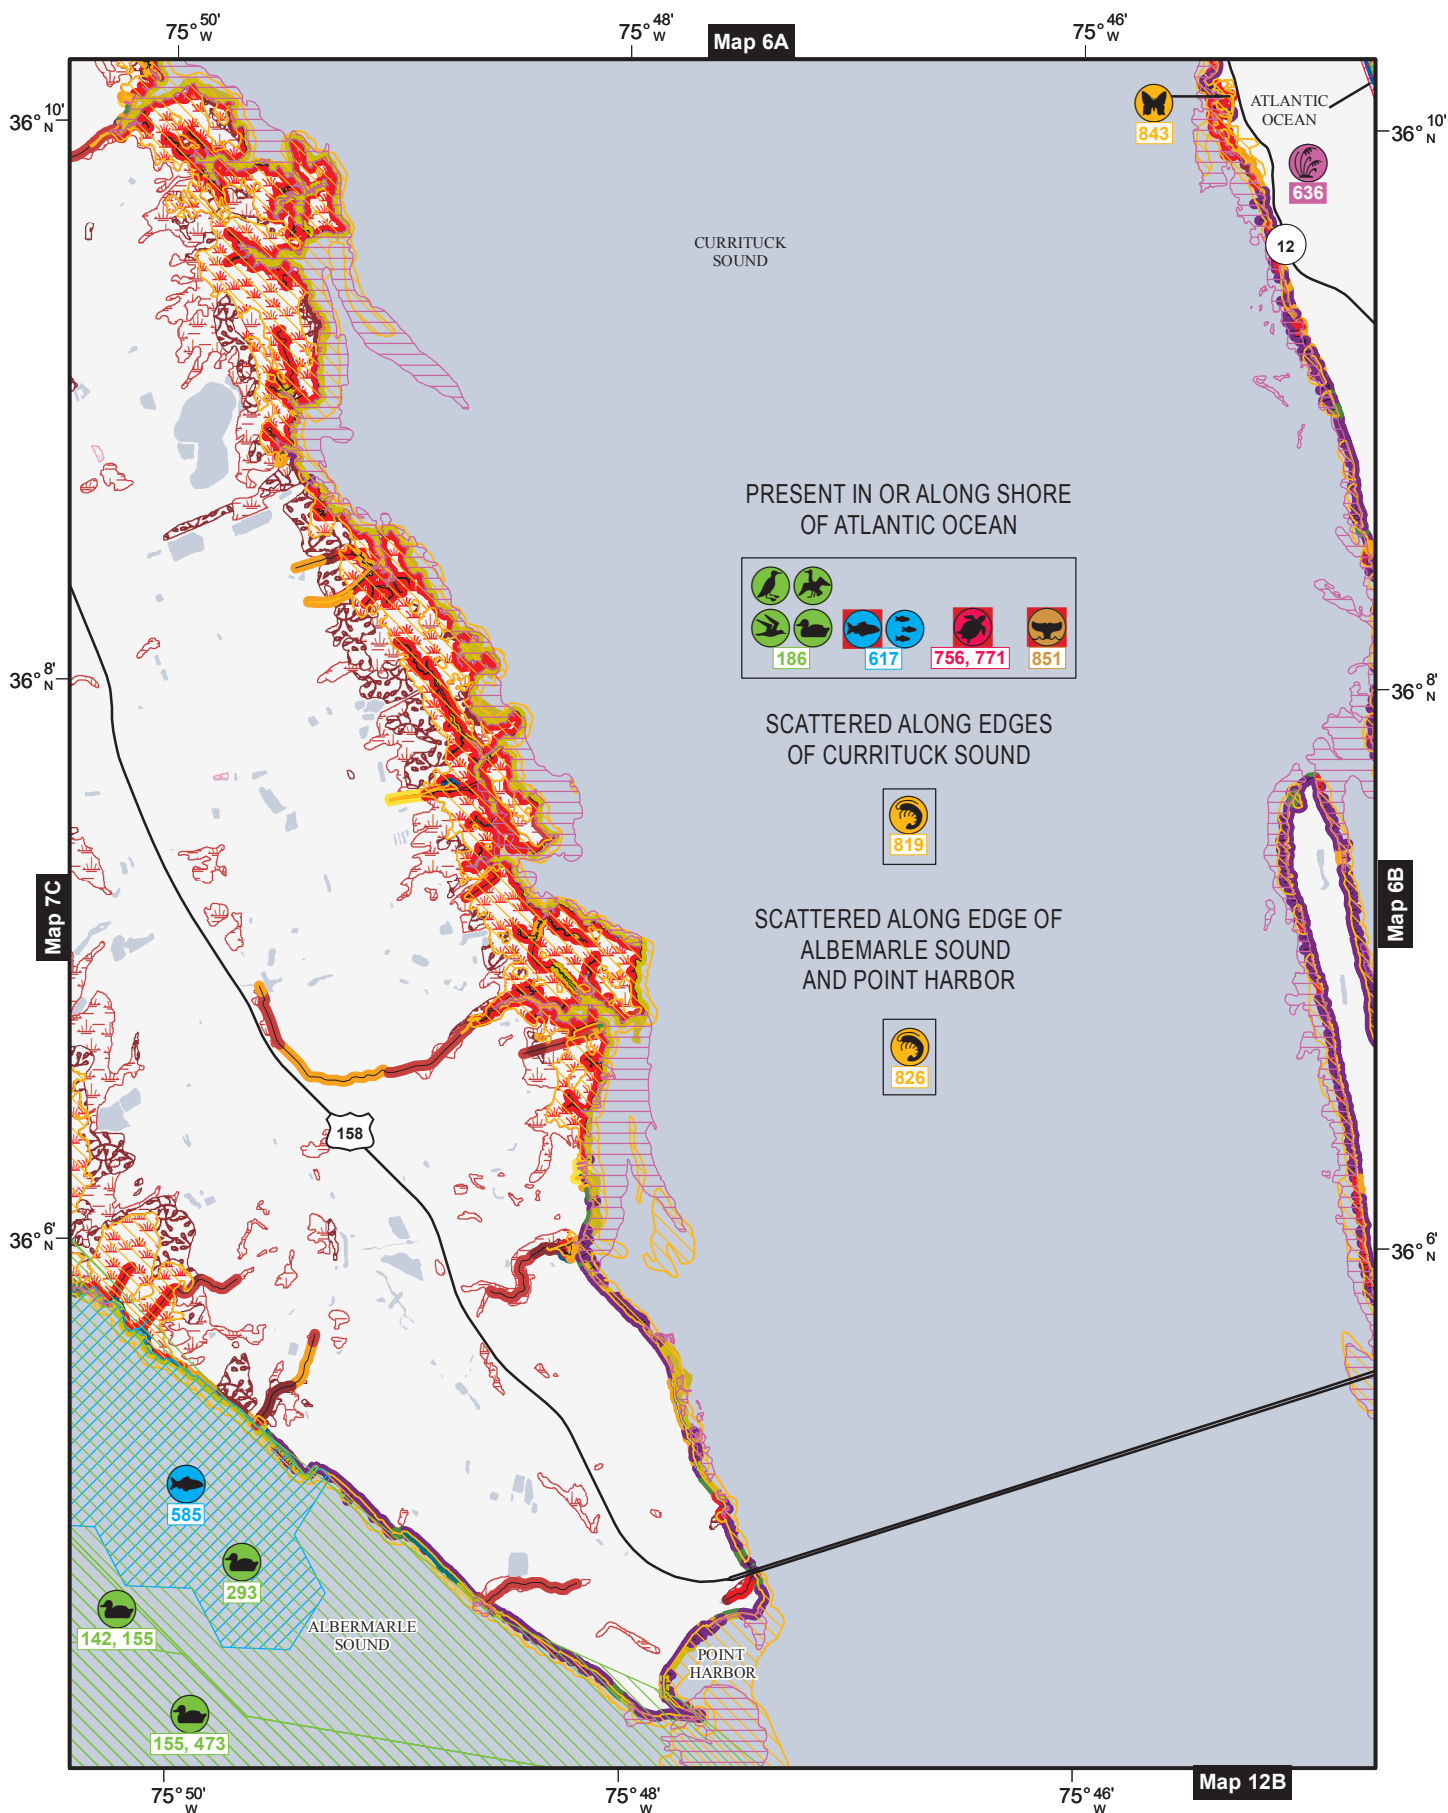 75° 50' W
75° 48' W
Map 6A
75° 46' W
36° 10' N
36° 10' N
843
ATLANTIC
OCEAN
636
CURRITUCK
SOUND
12
PRESENT IN OR ALONG SHORE
OF ATLANTIC OCEAN
186
617
756, 771
851
36° 8' N
36° 8' N
SCATTERED ALONG EDGES
OF CURRITUCK SOUND
819
Map 7C
Map 6B
SCATTERED ALONG EDGE OF
ALBEMARLE SOUND
AND POINT HARBOR
826
158
36° 6' N
36° 6' N
585
293
142, 155
ALBERMARLE
SOUND
POINT
HARBOR
155, 473
75° 50' W
75° 48' W
75° 46' W
Map 12B